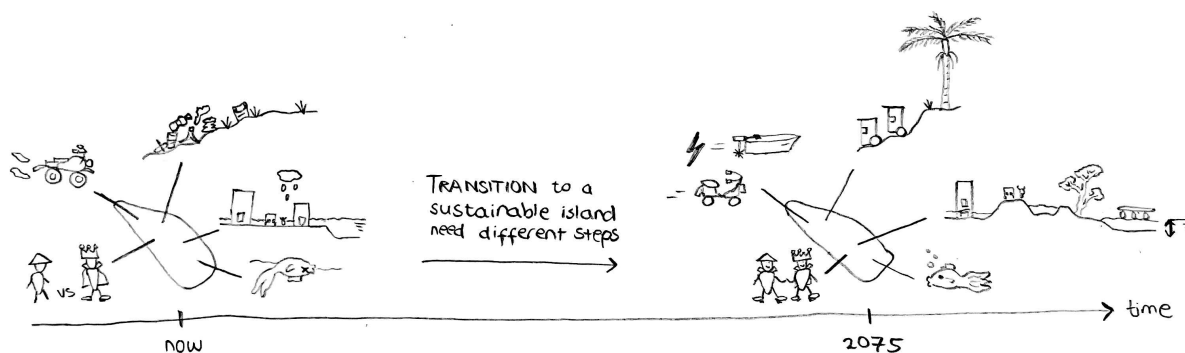 TRANSITION to a
sustainable island
need different steps
vs
time
now
2075